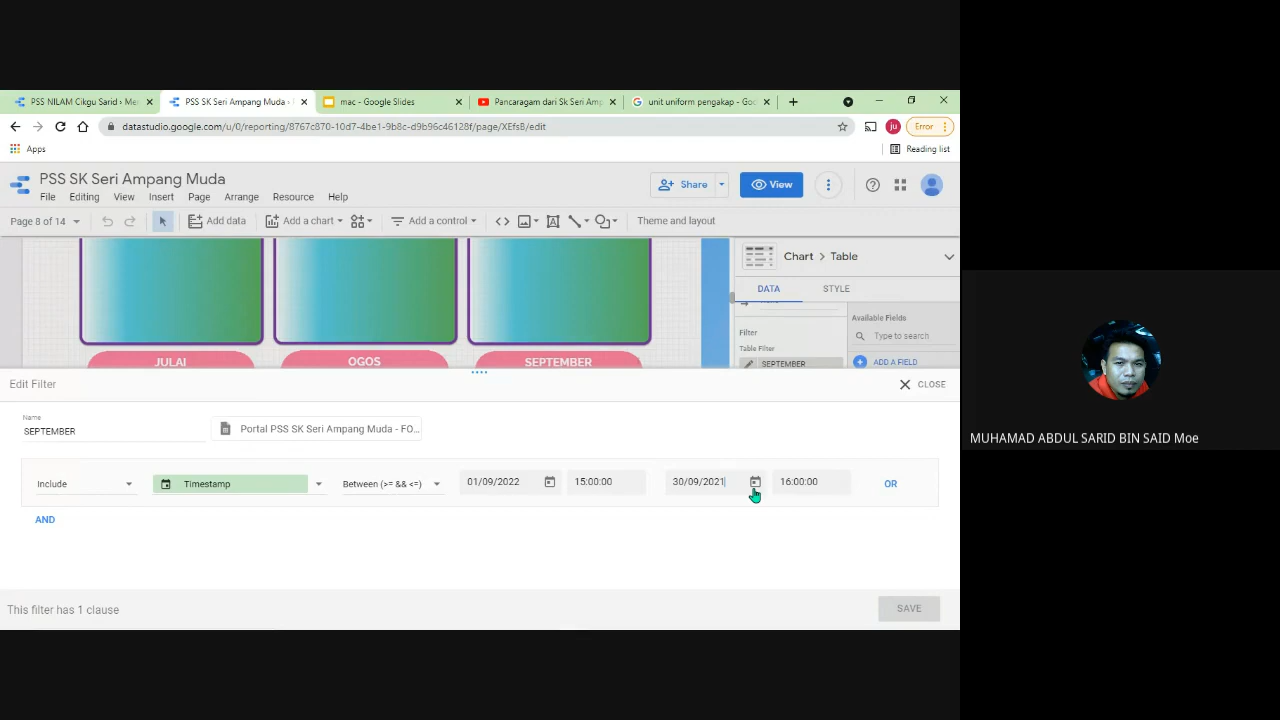 PSS NILAM Cikgu Sarid › Me
PSS SK Seri Ampang Muda ›
mac - Google Slides
Pancaragam dari Sk Seri Am
unit uniform pengakap - Goo
datastudio.google.com/u/0/reporting/8767c870-10d7-4be1-9b8c-d9b96c46128f/page/XEfsB/edit
ju
Error
Apps
Reading list
PSS SK Seri Ampang Muda
File Editing View Insert Page Arrange Resource Help
Share
View
Page 8 of 14
Add data
Add a chart
Add a control
Theme and layout
Chart > Table
DATA
STYLE
Filter
Table Filter
SEPTEMBER
Available Fields
Type to search
ADD A FIELD
JULAI
OGOS
SEPTEMBER
Edit Filter
CLOSE
Name
SEPTEMBER
Portal PSS SK Seri Ampang Muda - FO...
Include
Timestamp
Between (>= && <=)
01/09/2022
15:00:00
30/09/2021
16:00:00
OR
AND
This filter has 1 clause
SAVE
MUHAMAD ABDUL SARID BIN SAID Moe